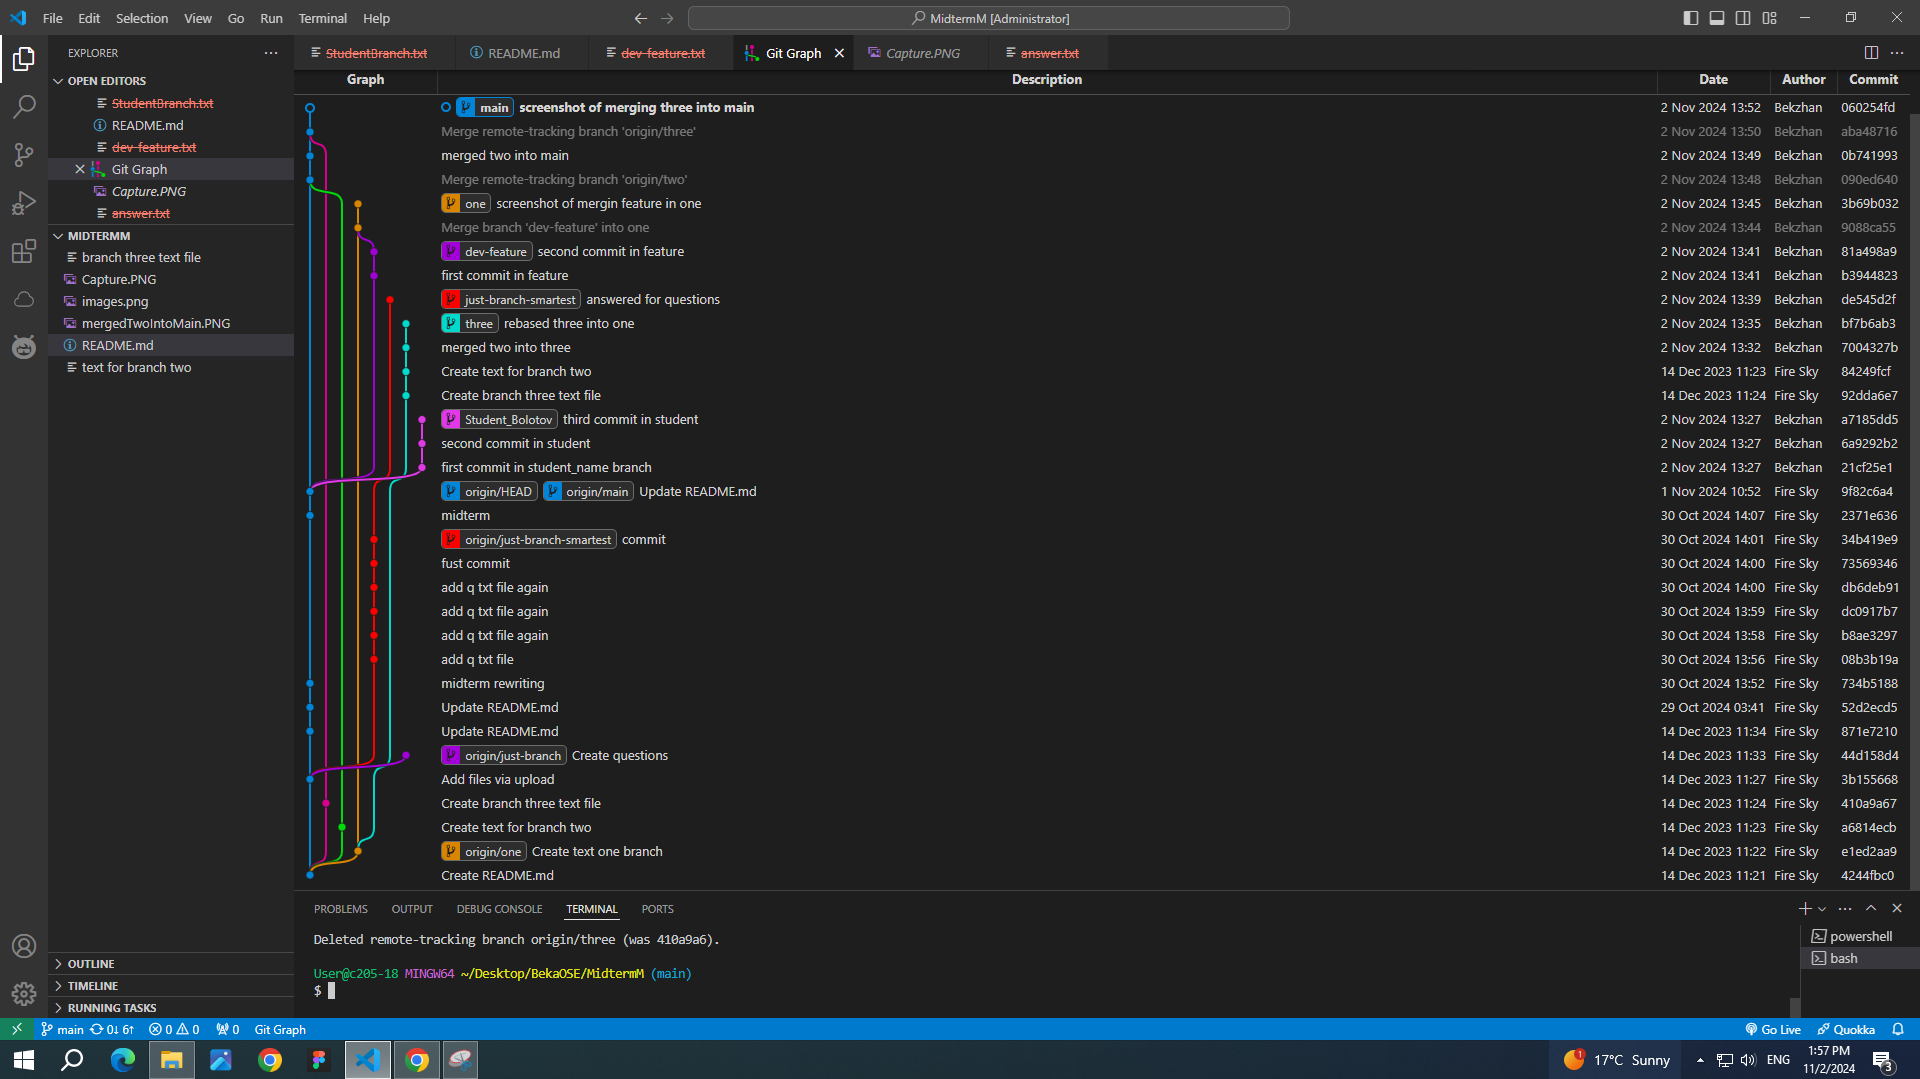 File Edit Selection View Go Run Terminal Help
MidtermM [Administrator]
EXPLORER
OPEN EDITORS
StudentBranch.txt
README.md
dev-feature.txt
Git Graph
Capture.PNG
answer.txt
MIDTERMM
branch three text file
Capture.PNG
images.png
mergedTwoIntoMain.PNG
README.md
text for branch two
OUTLINE
TIMELINE
RUNNING TASKS
StudentBranch.txt README.md dev-feature.txt Git Graph Capture.PNG answer.txt
Graph Description Date Author Commit
main screenshot of merging three into main 2 Nov 2024 13:52 Bekzhan 060254fd
Merge remote-tracking branch 'origin/three' 2 Nov 2024 13:50 Bekzhan aba48716
merged two into main 2 Nov 2024 13:49 Bekzhan 0b741993
Merge remote-tracking branch 'origin/two' 2 Nov 2024 13:48 Bekzhan 090ed640
one screenshot of mergin feature in one 2 Nov 2024 13:45 Bekzhan 3b69b032
Merge branch 'dev-feature' into one 2 Nov 2024 13:44 Bekzhan 9088ca55
dev-feature second commit in feature 2 Nov 2024 13:41 Bekzhan 81a498a9
first commit in feature 2 Nov 2024 13:41 Bekzhan b3944823
just-branch-smartest answered for questions 2 Nov 2024 13:39 Bekzhan de545d2f
three rebased three into one 2 Nov 2024 13:35 Bekzhan bf7b6ab3
merged two into three 2 Nov 2024 13:32 Bekzhan 7004327b
Create text for branch two 14 Dec 2023 11:23 Fire Sky 84249fcf
Create branch three text file 14 Dec 2023 11:24 Fire Sky 92dda6e7
Student_Bolotov third commit in student 2 Nov 2024 13:27 Bekzhan a7185dd5
second commit in student 2 Nov 2024 13:27 Bekzhan 6a9292b2
first commit in student_name branch 2 Nov 2024 13:27 Bekzhan 21cf25e1
origin/HEAD origin/main Update README.md 1 Nov 2024 10:52 Fire Sky 9f82c6a4
midterm 30 Oct 2024 14:07 Fire Sky 2371e636
origin/just-branch-smartest commit 30 Oct 2024 14:01 Fire Sky 34b419e9
fust commit 30 Oct 2024 14:00 Fire Sky 73569346
add q txt file again 30 Oct 2024 14:00 Fire Sky db6deb91
add q txt file again 30 Oct 2024 13:59 Fire Sky dc0917b7
add q txt file again 30 Oct 2024 13:58 Fire Sky b8ae3297
add q txt file 30 Oct 2024 13:56 Fire Sky 08b3b19a
midterm rewriting 30 Oct 2024 13:52 Fire Sky 734b5188
Update README.md 29 Oct 2024 03:41 Fire Sky 52d2ecd5
Update README.md 14 Dec 2023 11:34 Fire Sky 871e7210
origin/just-branch Create questions 14 Dec 2023 11:33 Fire Sky 44d158d4
Add files via upload 14 Dec 2023 11:27 Fire Sky 3b155668
Create branch three text file 14 Dec 2023 11:24 Fire Sky 410a9a67
Create text for branch two 14 Dec 2023 11:23 Fire Sky a6814ecb
origin/one Create text one branch 14 Dec 2023 11:22 Fire Sky e1ed2aa9
Create README.md 14 Dec 2023 11:21 Fire Sky 4244fbc0
PROBLEMS OUTPUT DEBUG CONSOLE TERMINAL PORTS
Deleted remote-tracking branch origin/three (was 410a9a6).
User@c205-18 MINGW64 ~/Desktop/BekaOSE/MidtermM (main)
$
powershell
bash
main 0↓ 6↑ 0 0 0 Git Graph Go Live Quokka
1 17°C Sunny ENG 1:57 PM
11/2/2024 3